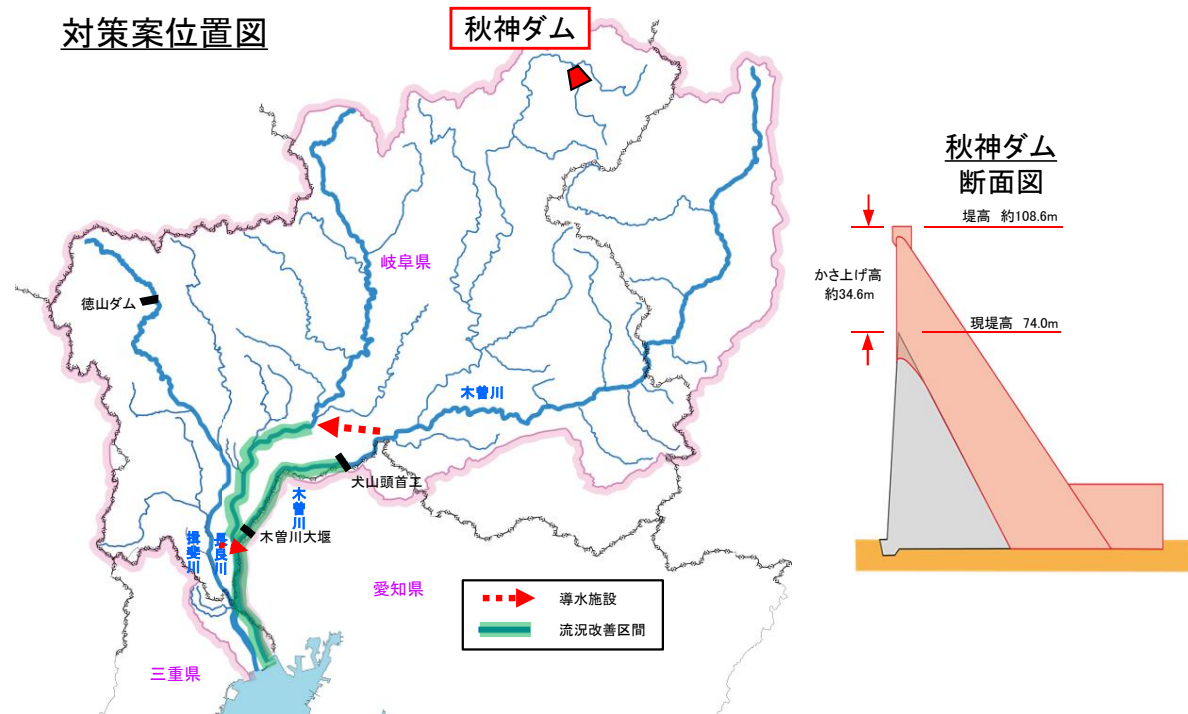 対策案位置図
秋神ダム
秋神ダム
断面図
堤高 約108.6m
かさ上げ高
約34.6m
現堤高 74.0m
岐阜県
徳山ダム
木曽川
犬山頭首工
木曽川
木曽川大堰
揖斐川
長良川
愛知県
三重県
導水施設
流況改善区間